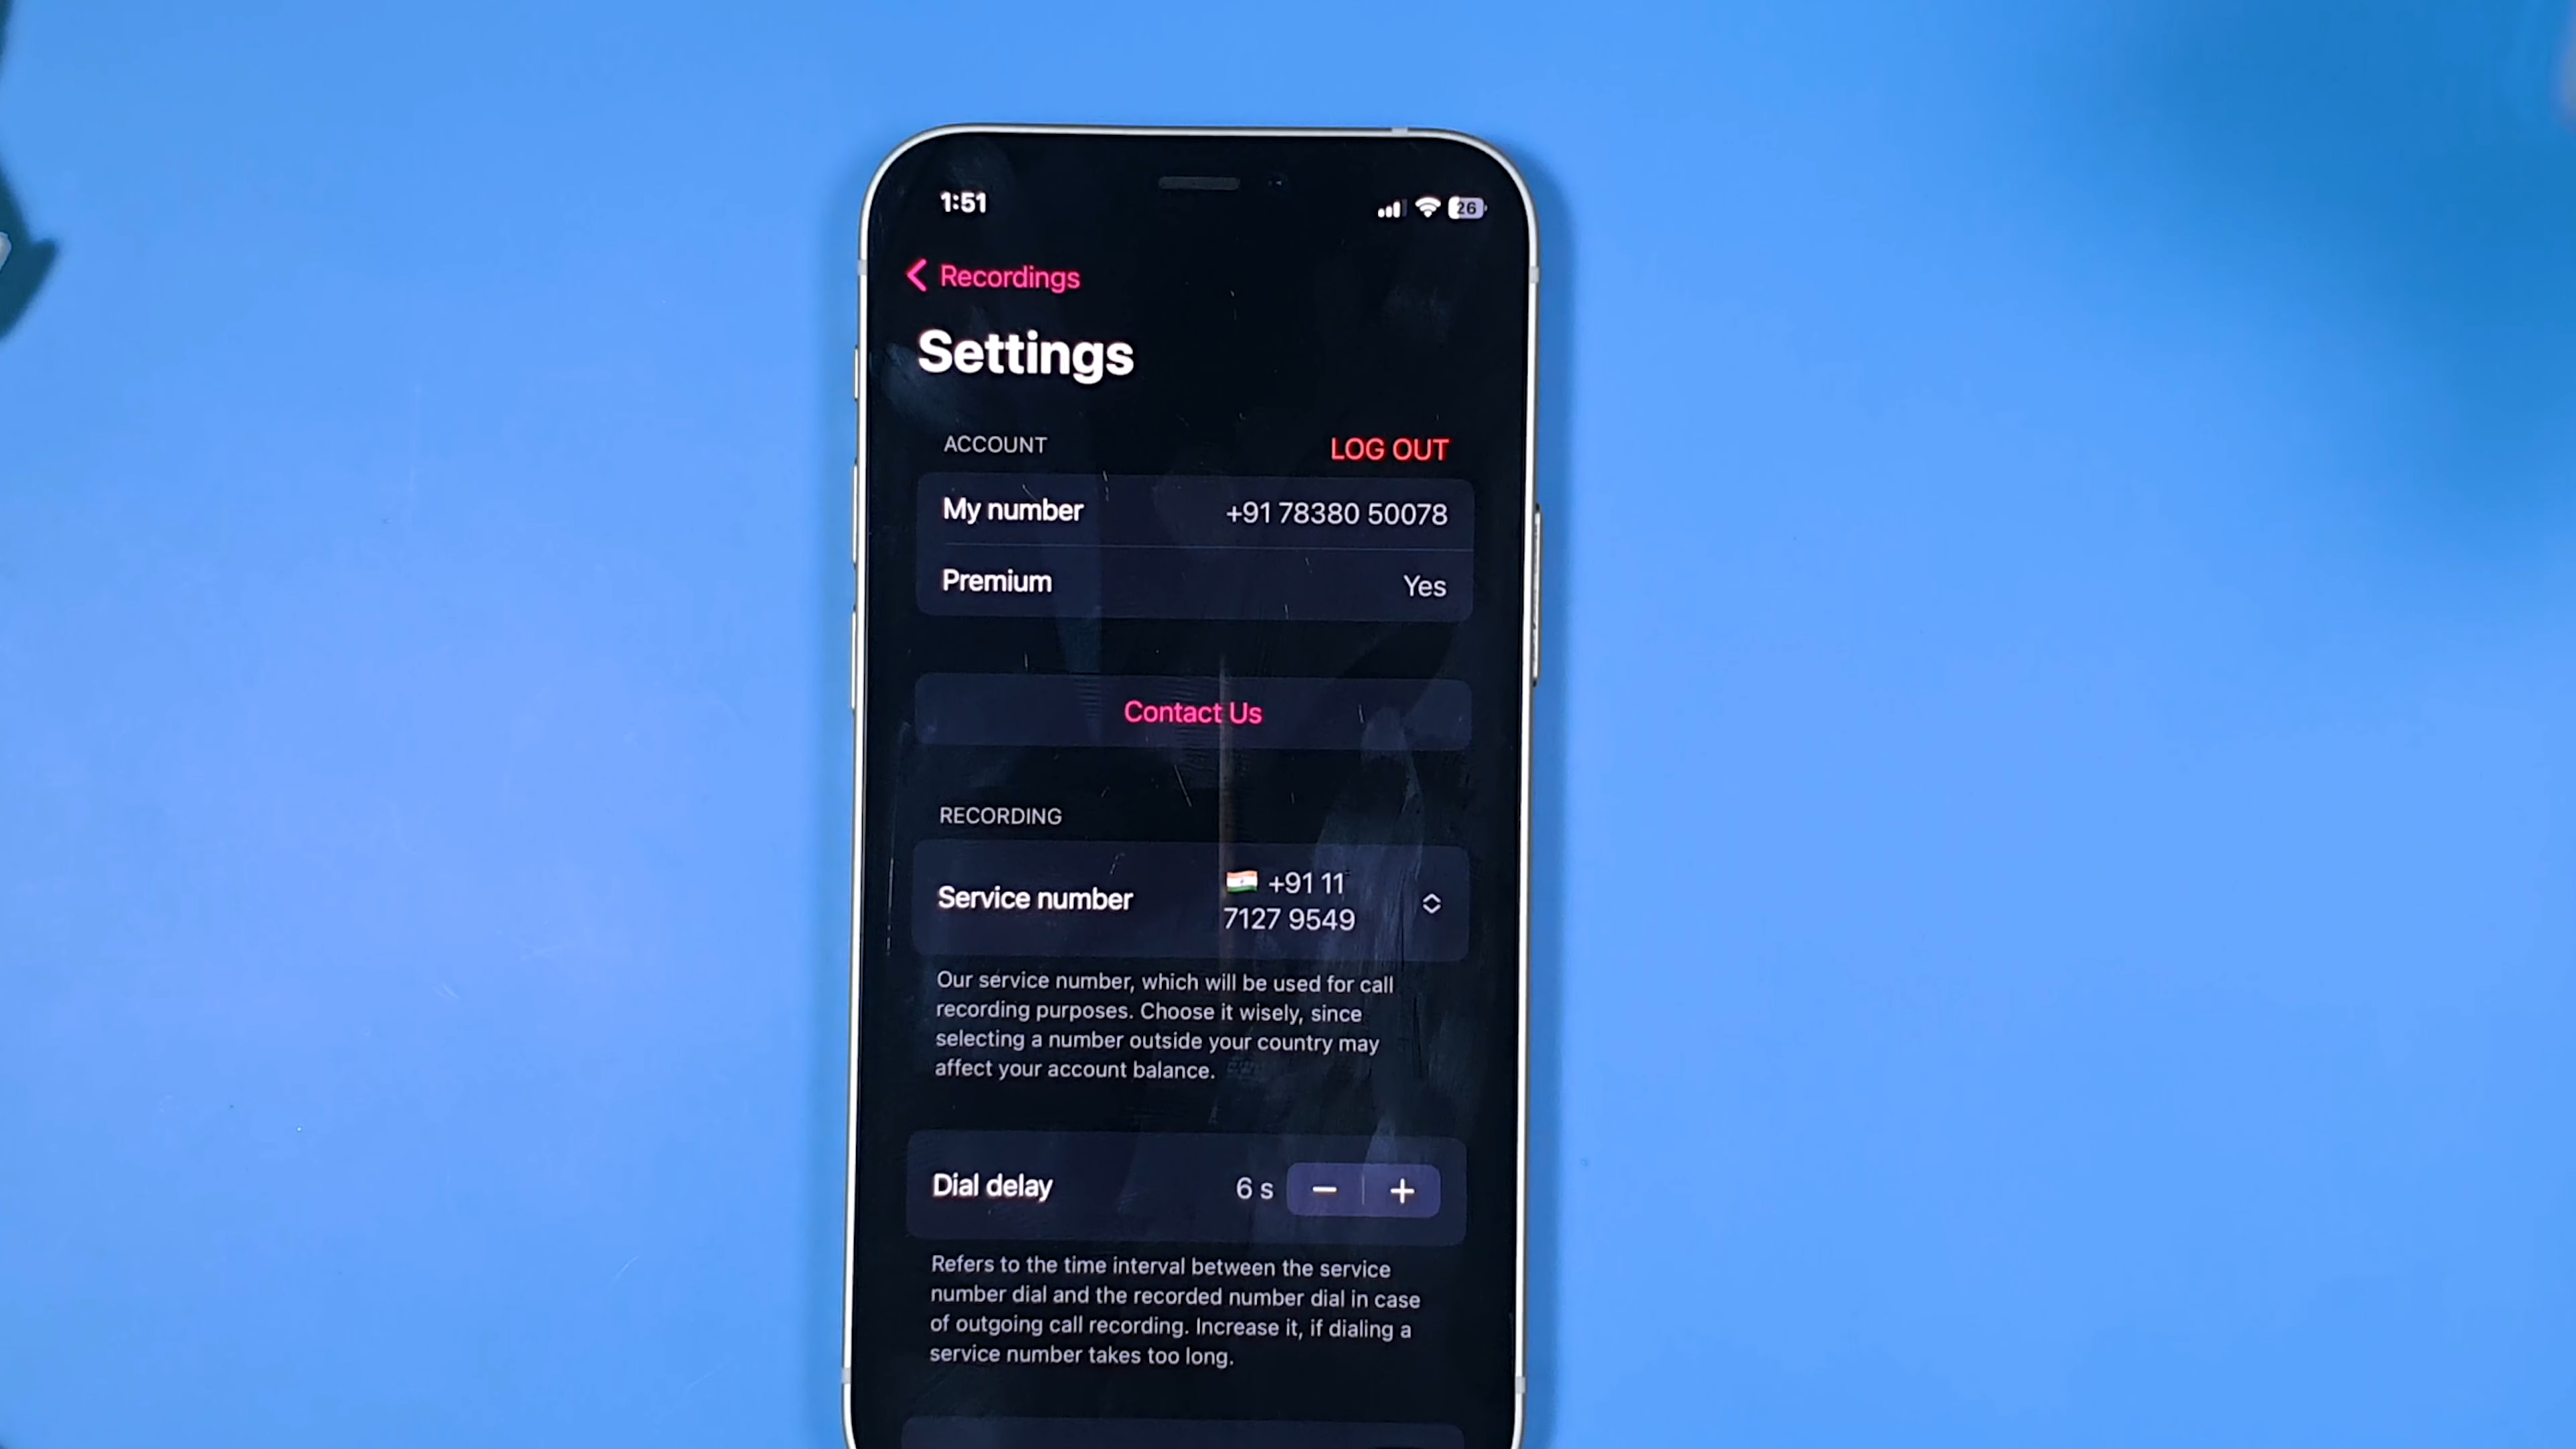 1:51
26
Recordings
Settings
ACCOUNT LOG OUT
My number +91 78380 50078
Premium Yes
Contact Us
RECORDING
Service number +91 11
7127 9549
Our service number, which will be used for call
recording purposes. Choose it wisely, since
selecting a number outside your country may
affect your account balance.
Dial delay 6 s − +
Refers to the time interval between the service
number dial and the recorded number dial in case
of outgoing call recording. Increase it, if dialing a
service number takes too long.